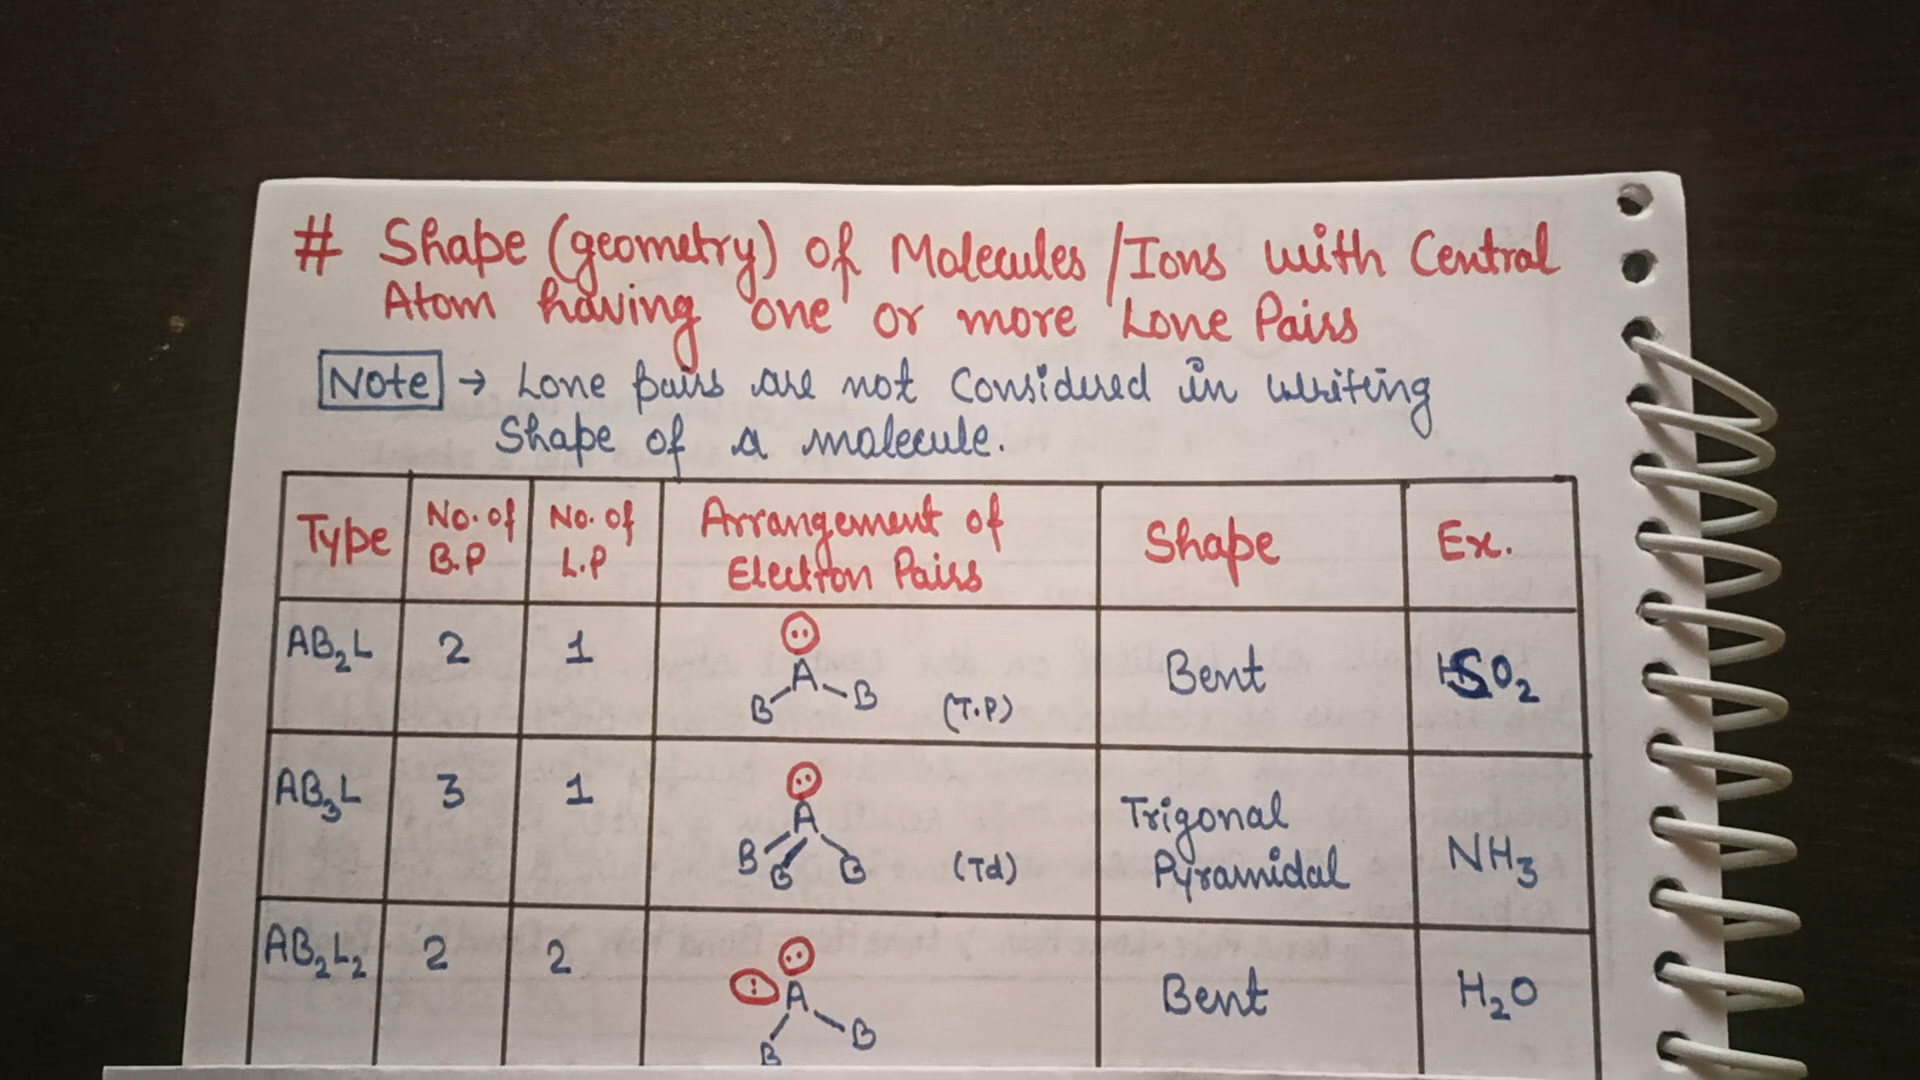 # Shape (geometry) of Molecules/Ions with Central
Atom having one or more Lone Pairs
Note → Lone pairs are not Considered in writing
Shape of a molecule.
Type No. of B.P No. of L.P Arrangement of Electron Pairs Shape Ex.
AB₂L 2 1 A B B (T.P) Bent SO₂
AB₃L 3 1 A B B B (Td) Trigonal Pyramidal NH₃
AB₂L₂ 2 2 A B B Bent H₂O